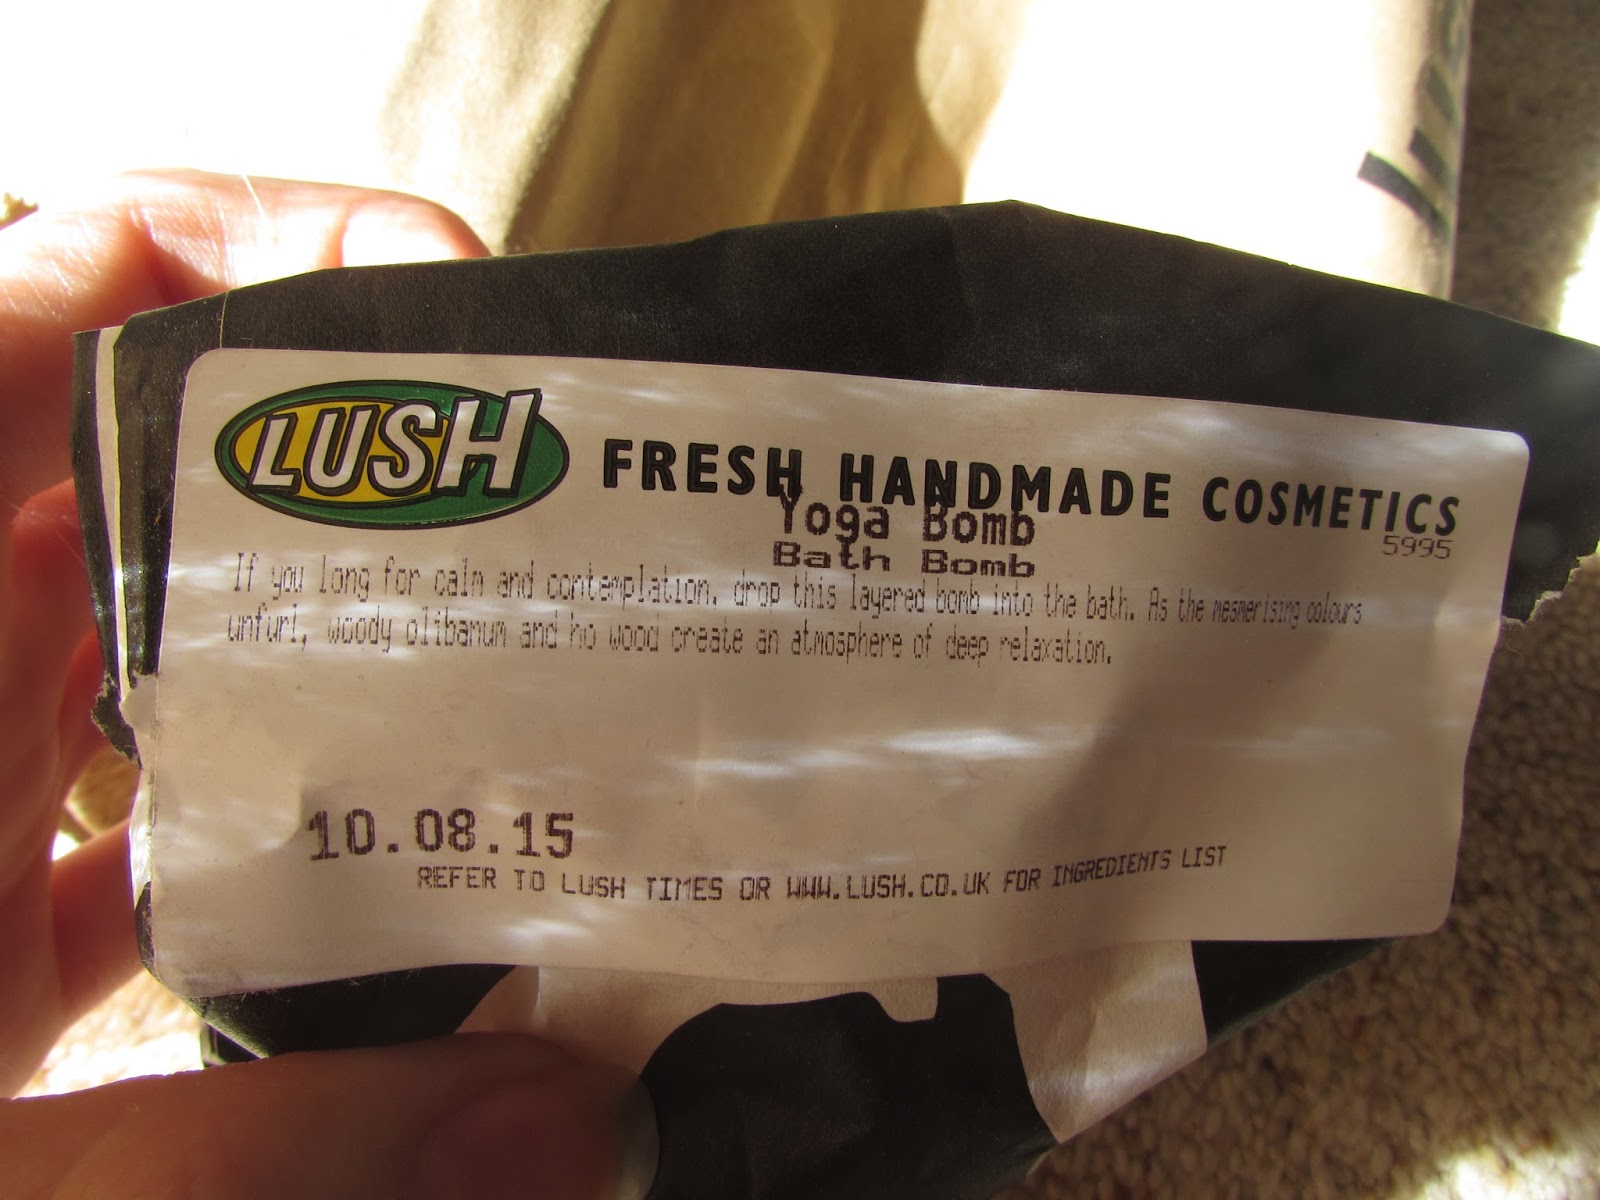 LUSH FRESH HANDMADE COSMETICS
Yoga Bomb
5995
Bath Bomb
If you long for calm and contemplation, drop this layered bomb into the bath. As the mesmerising colours
unfurl, woody olibanum and ho wood create an atmosphere of deep relaxation.
10.08.15
REFER TO LUSH TIMES OR WWW.LUSH.CO.UK FOR INGREDIENTS LIST